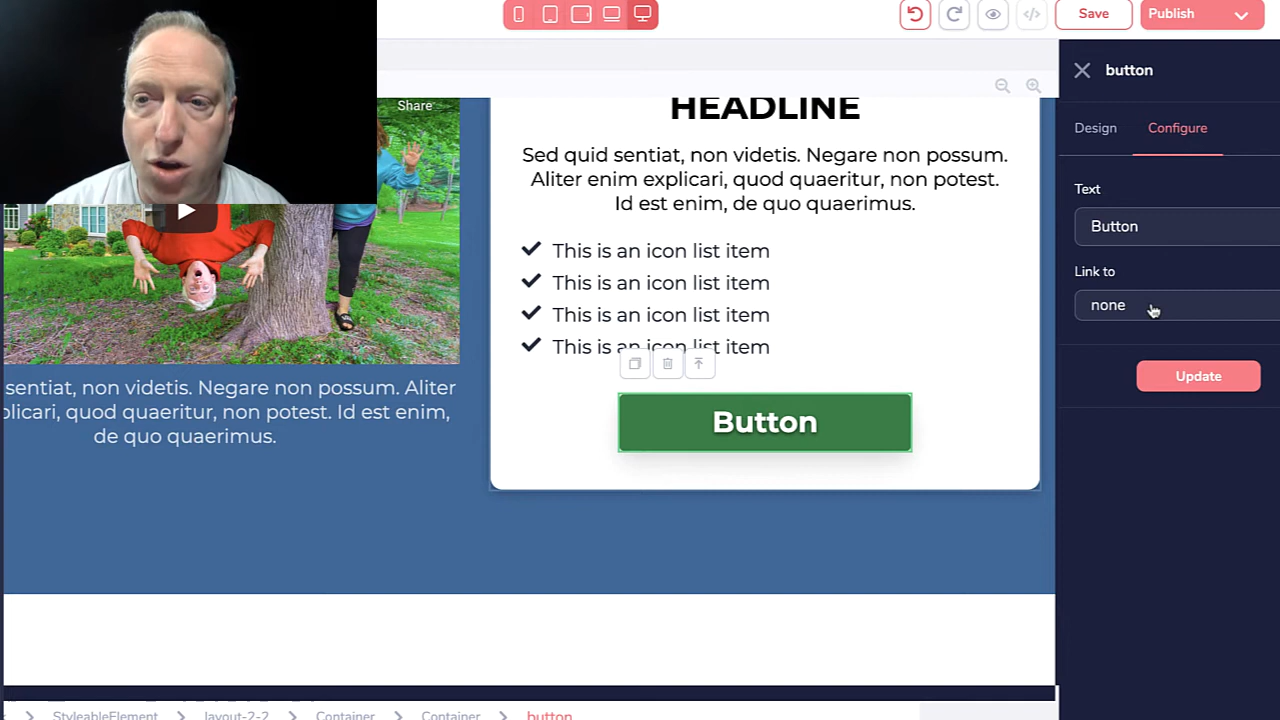 Save
Publish
button
Design
Configure
Text
Button
Link to
none
Update
Share
HEADLINE
Sed quid sentiat, non videtis. Negare non possum.
Aliter enim explicari, quod quaeritur, non potest.
Id est enim, de quo quaerimus.
This is an icon list item
This is an icon list item
This is an icon list item
This is an icon list item
Button
sentiat, non videtis. Negare non possum. Aliter
plicari, quod quaeritur, non potest. Id est enim,
de quo quaerimus.
StyleableElement
layout-2-2
Container
Container
button